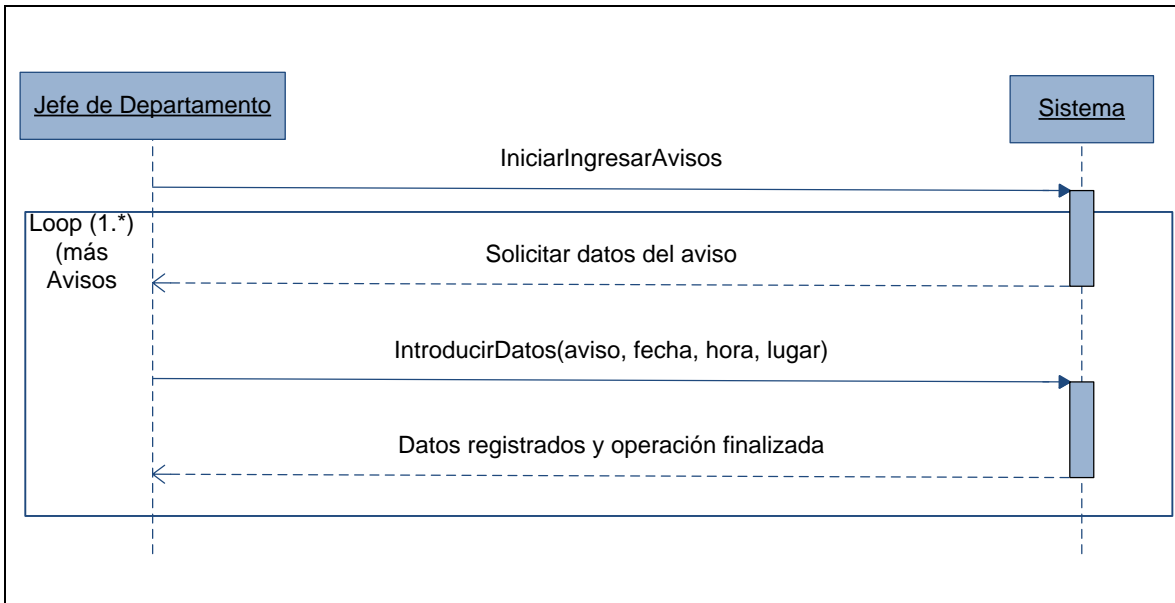 Jefe de Departamento
Sistema
IniciarIngresarAvisos
Loop (1.*)
(más
Avisos
Solicitar datos del aviso
IntroducirDatos(aviso, fecha, hora, lugar)
Datos registrados y operación finalizada